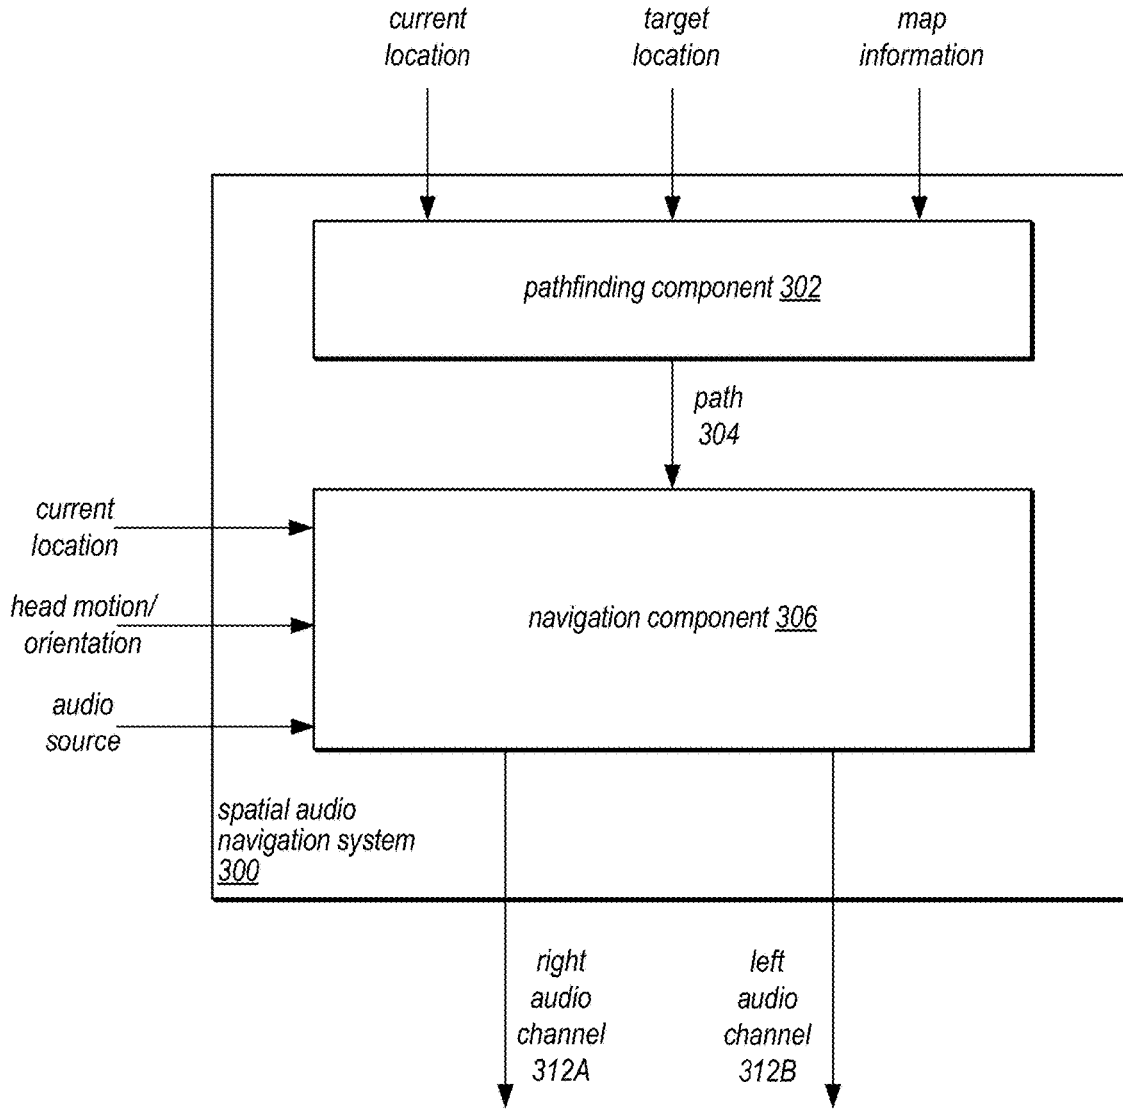 current
location
target
location
map
information
pathfinding component 302
path
304
current
location
head motion/
orientation
audio
source
navigation component 306
spatial audio
navigation system
300
right
audio
channel
312A
left
audio
channel
312B